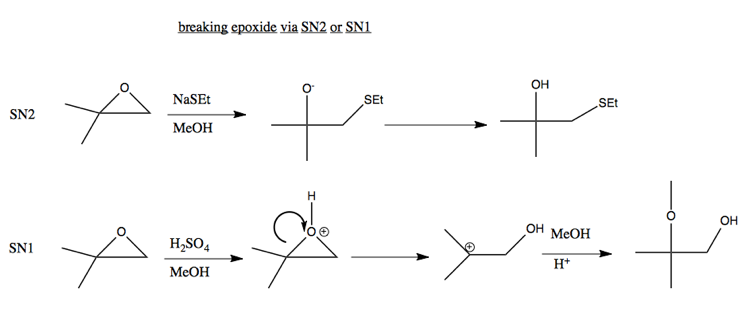 breaking epoxide via SN2 or SN1
O
O-
SEt
OH
SEt
SN2
NaSEt
MeOH
H
O
O⊕
⊕
OH
MeOH
H+
O
OH
SN1
H₂SO₄
MeOH